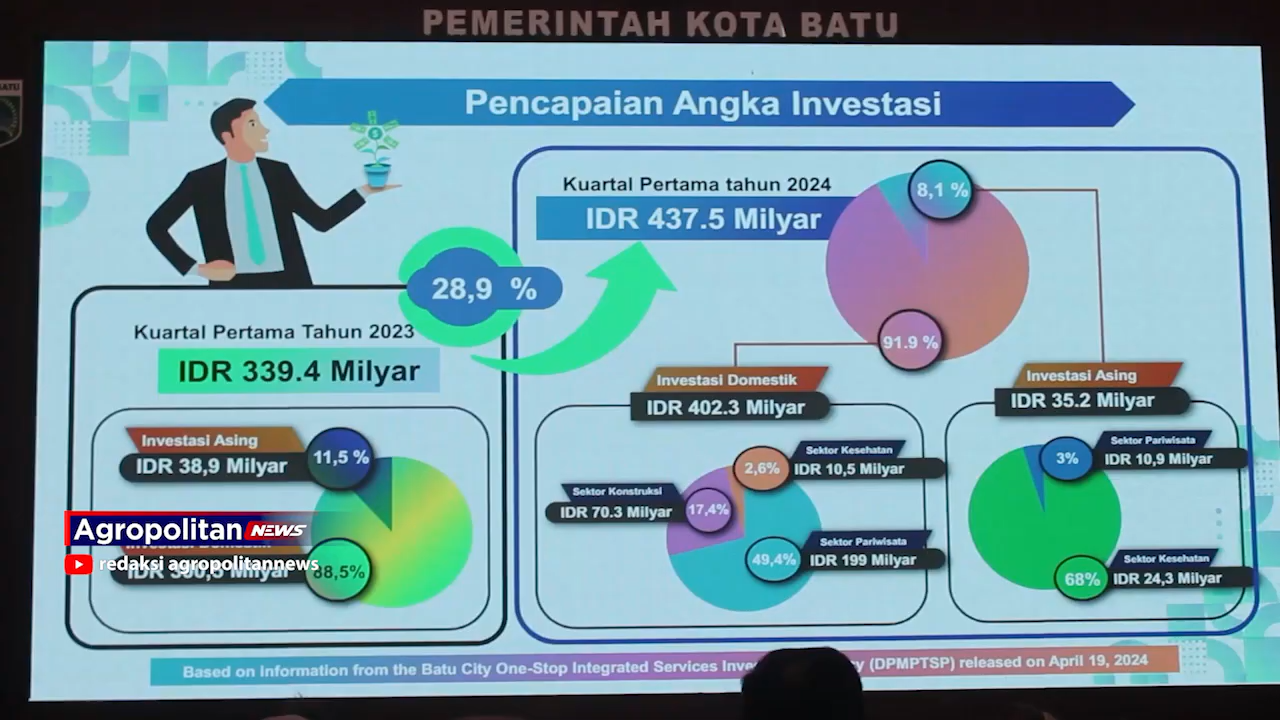 PEMERINTAH KOTA BATU
BATU
Pencapaian Angka Investasi
Kuartal Pertama tahun 2024
IDR 437.5 Milyar
8,1 %
28,9 %
91.9 %
Kuartal Pertama Tahun 2023
IDR 339.4 Milyar
Investasi Domestik
IDR 402.3 Milyar
Investasi Asing
IDR 35.2 Milyar
Investasi Asing
IDR 38,9 Milyar
11,5 %
Sektor Kesehatan
2,6%
IDR 10,5 Milyar
Sektor Konstruksi
IDR 70.3 Milyar
17,4%
Sektor Pariwisata
49,4%
IDR 199 Milyar
Sektor Pariwisata
3%
IDR 10,9 Milyar
Sektor Kesehatan
68%
IDR 24,3 Milyar
Agropolitan NEWS
redaksi agropolitannews
Investasi Domestik
IDR Milyar
88,5%
Based on information from the Batu City One-Stop Integrated Services (DPMPTSP) released on April 19, 2024